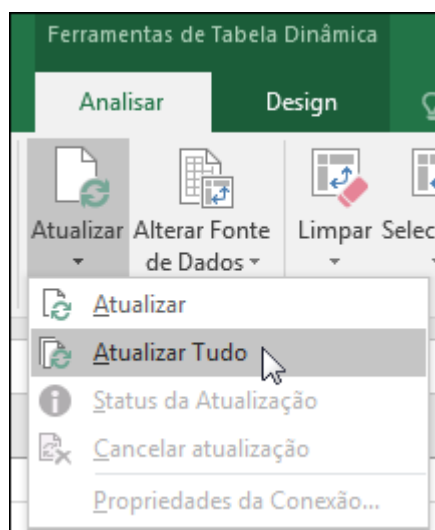 Ferramentas de Tabela Dinâmica
Analisar Design
Atualizar Alterar Fonte Limpar
de Dados
Atualizar
Atualizar Tudo
Status da Atualização
Cancelar atualização
Propriedades da Conexão...